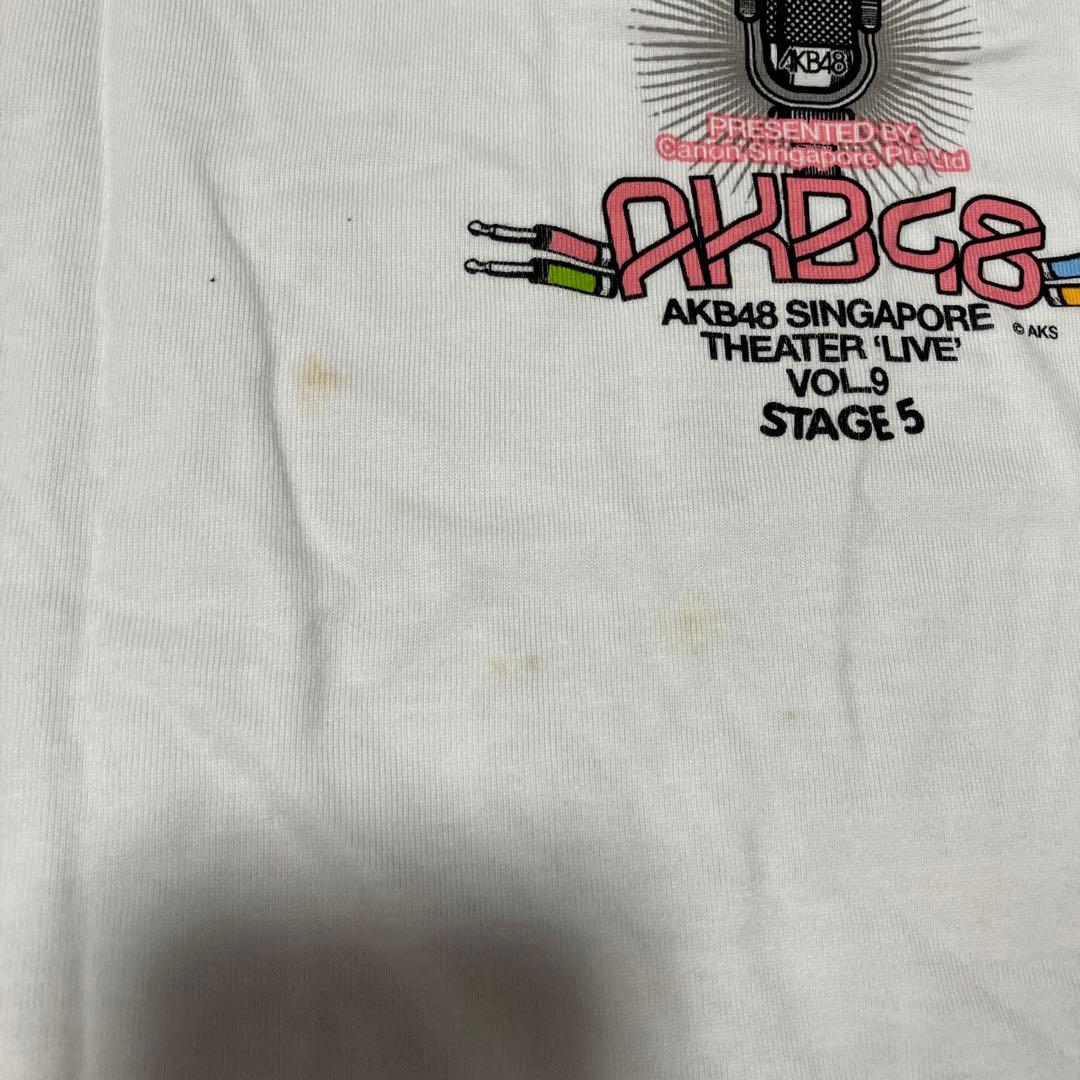 AKB48
PRESENTED BY
Canon Singapore Pte Ltd
AKB48
AKB48 SINGAPORE
© AKS
THEATER 'LIVE'
VOL.9
STAGE 5